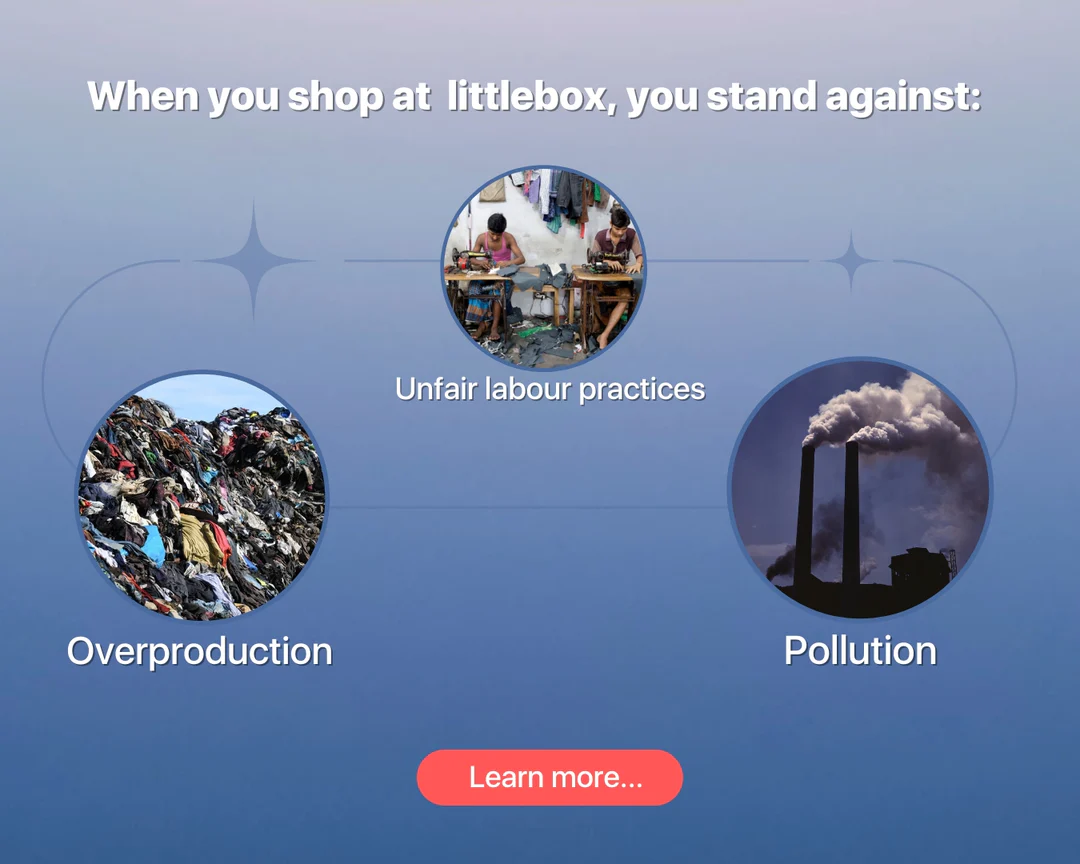 When you shop at littlebox, you stand against:
Unfair labour practices
Overproduction
Pollution
Learn more...